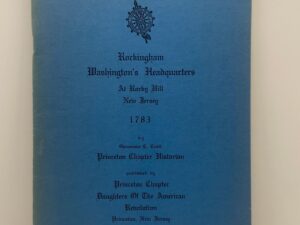 Rockingham
Washington's Headquarters
At Rocky Hill
New Jersey
1783
by
C.
Princeton Chapter Historian
published by
Princeton Chapter
Daughters Of The American
Revolution
Princeton, New Jersey